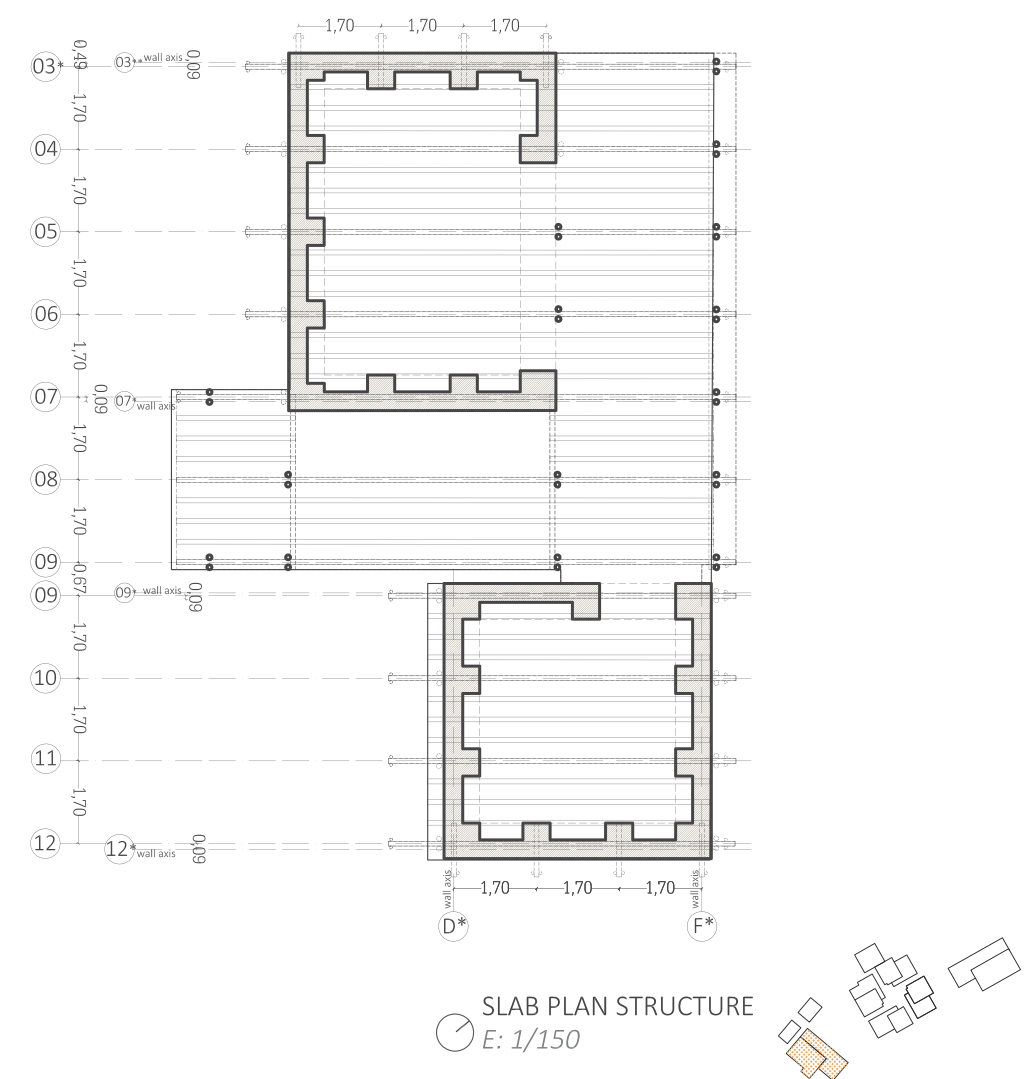 1,70 1,70 1,70
03* 0,49 03** wall axis 0,09
1,70
04
1,70
05
1,70
06
1,70
07 0,09 07* wall axis
1,70
08
1,70
09
0,67
09 09* wall axis 0,09
1,70
10
1,70
11
1,70
12 12* wall axis 0,09
wall axis 1,70 1,70 1,70 wall axis
D* F*
SLAB PLAN STRUCTURE
E: 1/150